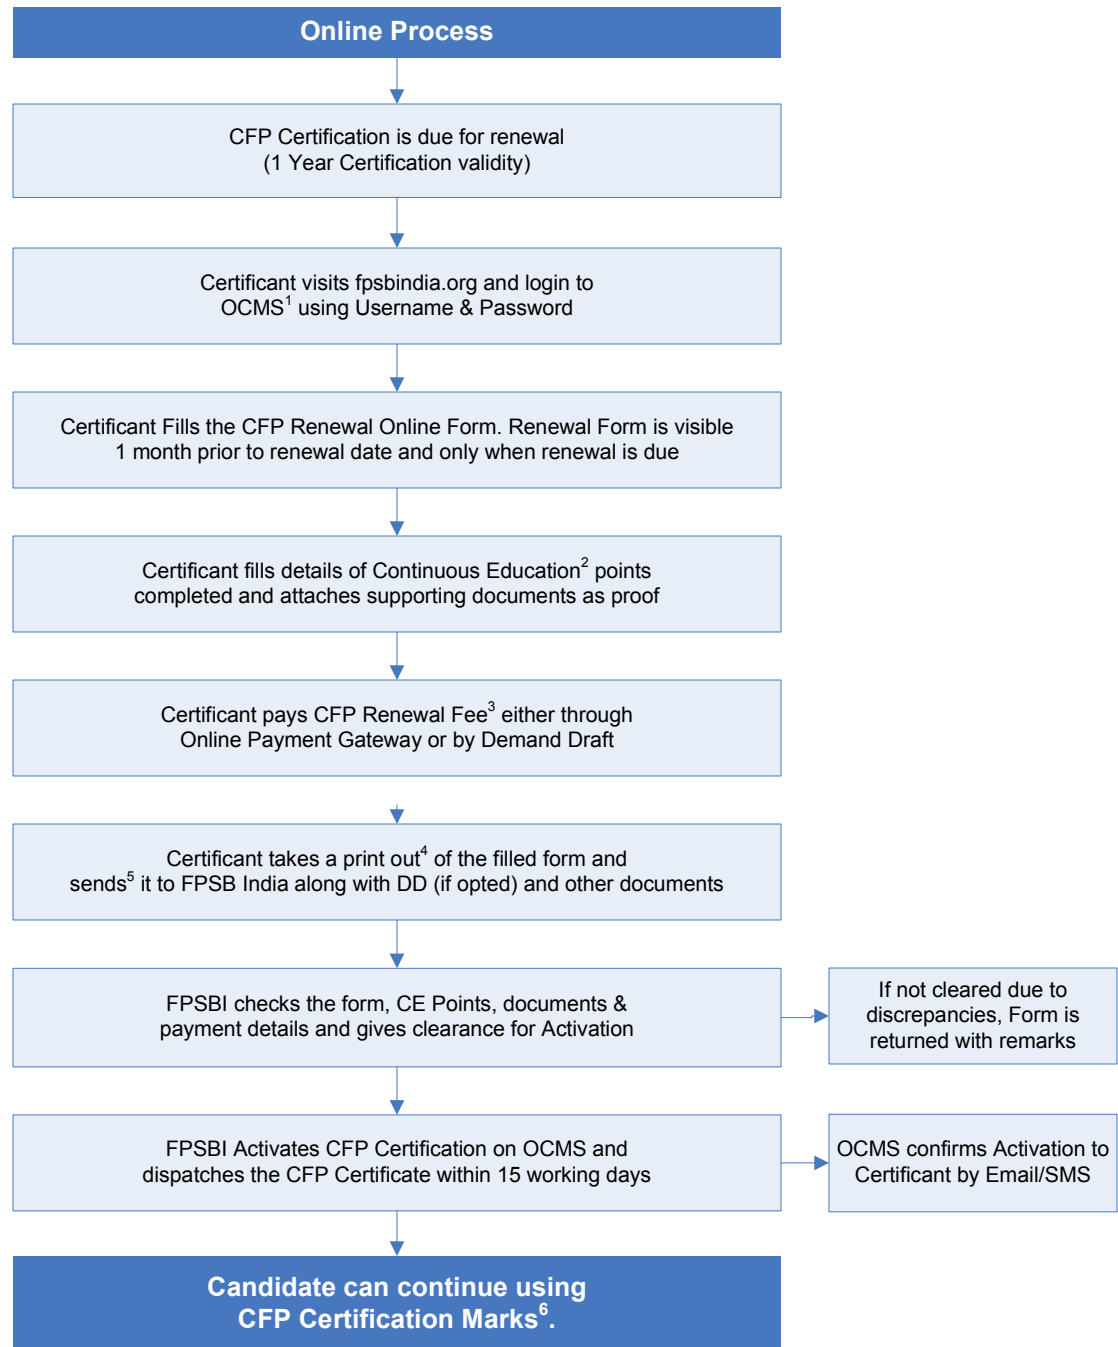 Online Process
CFP Certification is due for renewal
(1 Year Certification validity)
Certificant visits fpsbindia.org and login to
OCMS¹ using Username & Password
Certificant Fills the CFP Renewal Online Form. Renewal Form is visible
1 month prior to renewal date and only when renewal is due
Certificant fills details of Continuous Education² points
completed and attaches supporting documents as proof
Certificant pays CFP Renewal Fee³ either through
Online Payment Gateway or by Demand Draft
Certificant takes a print out⁴ of the filled form and
sends⁵ it to FPSB India along with DD (if opted) and other documents
FPSBI checks the form, CE Points, documents &
payment details and gives clearance for Activation
If not cleared due to
discrepancies, Form is
returned with remarks
FPSBI Activates CFP Certification on OCMS and
dispatches the CFP Certificate within 15 working days
OCMS confirms Activation to
Certificant by Email/SMS
Candidate can continue using
CFP Certification Marks⁶.